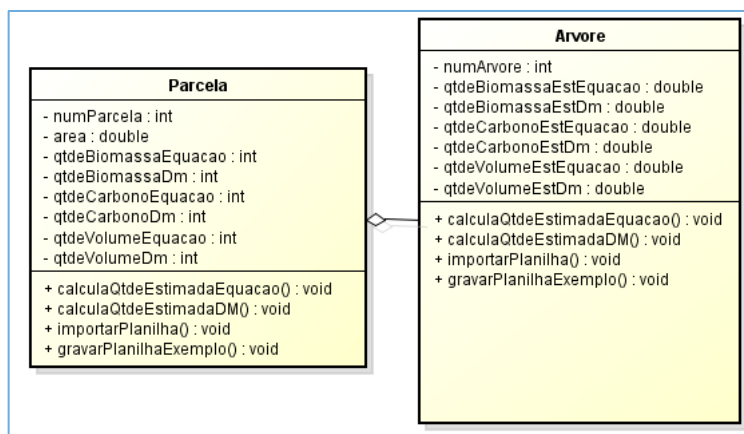 Parcela
- numParcela : int
- area : double
- qtdeBiomassaEquacao : int
- qtdeBiomassaDm : int
- qtdeCarbonoEquacao : int
- qtdeCarbonoDm : int
- qtdeVolumeEquacao : int
- qtdeVolumeDm : int
+ calculaQtdeEstimadaEquacao() : void
+ calculaQtdeEstimadaDM() : void
+ importarPlanilha() : void
+ gravarPlanilhaExemplo() : void
Arvore
- numArvore : int
- qtdeBiomassaEstEquacao : double
- qtdeBiomassaEstDm : double
- qtdeCarbonoEstEquacao : double
- qtdeCarbonoEstDm : double
- qtdeVolumeEstEquacao : double
- qtdeVolumeEstDm : double
+ calculaQtdeEstimadaEquacao() : void
+ calculaQtdeEstimadaDM() : void
+ importarPlanilha() : void
+ gravarPlanilhaExemplo() : void